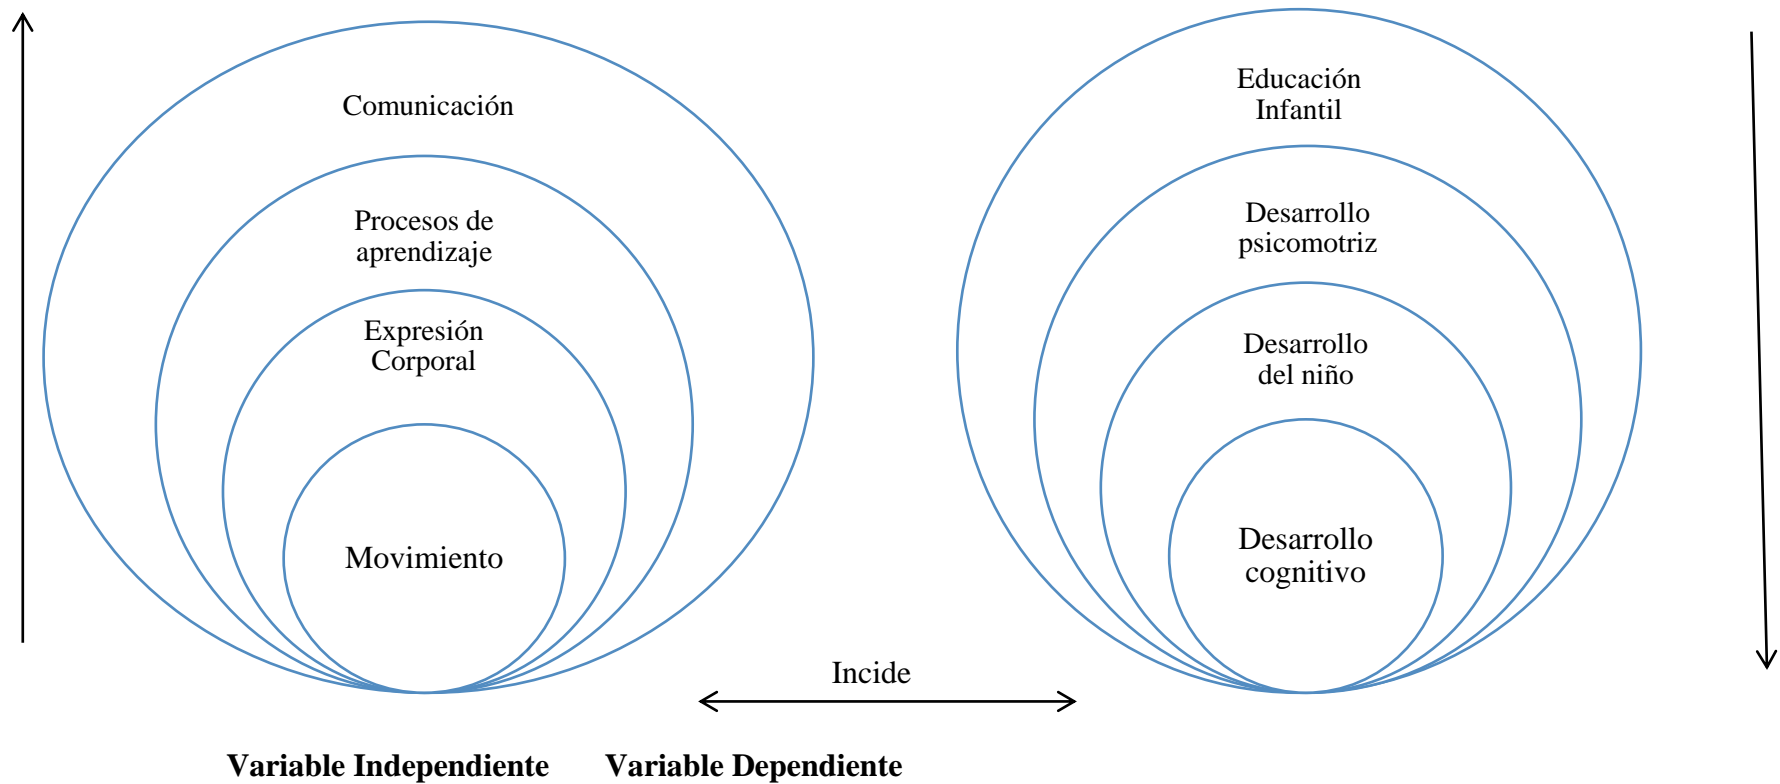 Comunicación
Procesos de
aprendizaje
Expresión
Corporal
Movimiento
Educación
Infantil
Desarrollo
psicomotriz
Desarrollo
del niño
Desarrollo
cognitivo
Incide
Variable Independiente
Variable Dependiente